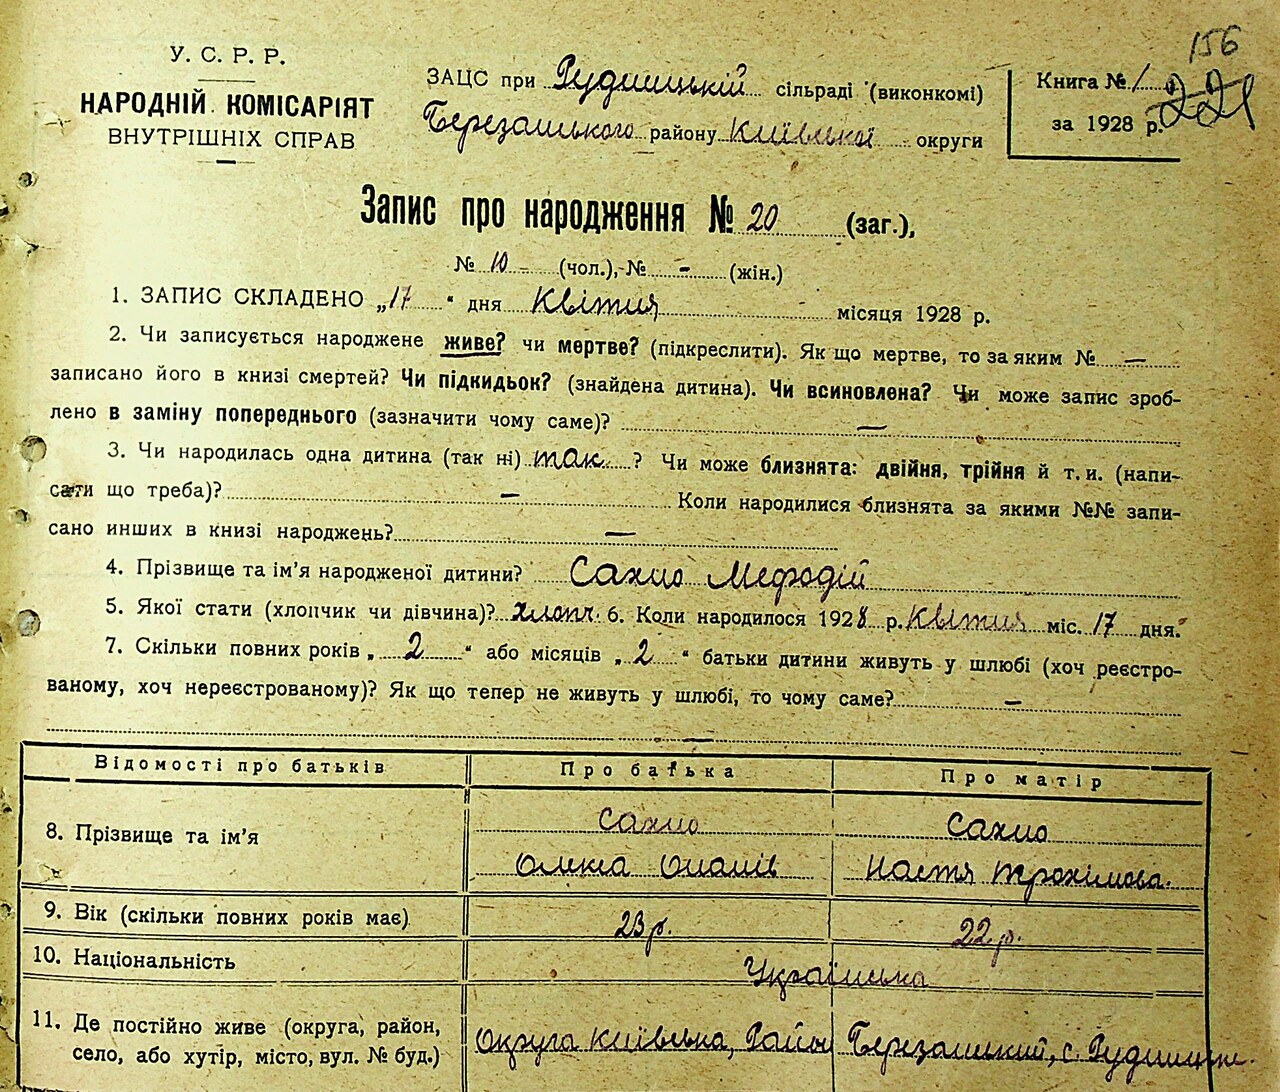 156
У. С. Р. Р.
НАРОДНІЙ КОМІСАРІЯТ
ВНУТРІШНІХ СПРАВ
ЗАЦС при Рудницькій сільраді (виконкомі)
Березанського району Київської округи
Книга № 1
за 1928 р.
221
Запис про народження № 20 (заг.),
№ 10 - (чол.), № - (жін.)
1. ЗАПИС СКЛАДЕНО „17" дня Квітня місяця 1928 р.
2. Чи записується народжене живе? чи мертве? (підкреслити). Як що мертве, то за яким № —
записано його в книзі смертей? Чи підкидьок? (знайдена дитина). Чи всиновлена? Чи може запис зроб-
лено в заміну попереднього (зазначити чому саме)? —
3. Чи народилась одна дитина (так ні) так ? Чи може близнята: двійня, трійня й т. и. (напи-
сати що треба)? — Коли народилися близнята за якими №№ запи-
сано инших в книзі народжень? —
4. Прізвище та ім'я народженої дитини? Сахно Мефодій
5. Якої стати (хлопчик чи дівчина)? хлопч. 6. Коли народилося 1928 р. Квітня міс. 17 дня.
7. Скільки повних років „ 2 " або місяців „ 2 " батьки дитини живуть у шлюбі (хоч реєстро-
ваному, хоч нереєстрованому)? Як що тепер не живуть у шлюбі, то чому саме? —
—
Відомості про батьків Про батька Про матір
8. Прізвище та ім'я Сахно Сахно
Олекса Настя Трохимова.
9. Вік (скільки повних років має) 23 р. 22 р.
10. Національність Українська
11. Де постійно живе (округа, район, село, або хутір, місто, вул. № буд.) Округа Київська, Район Березанський, с. Рудницьке.